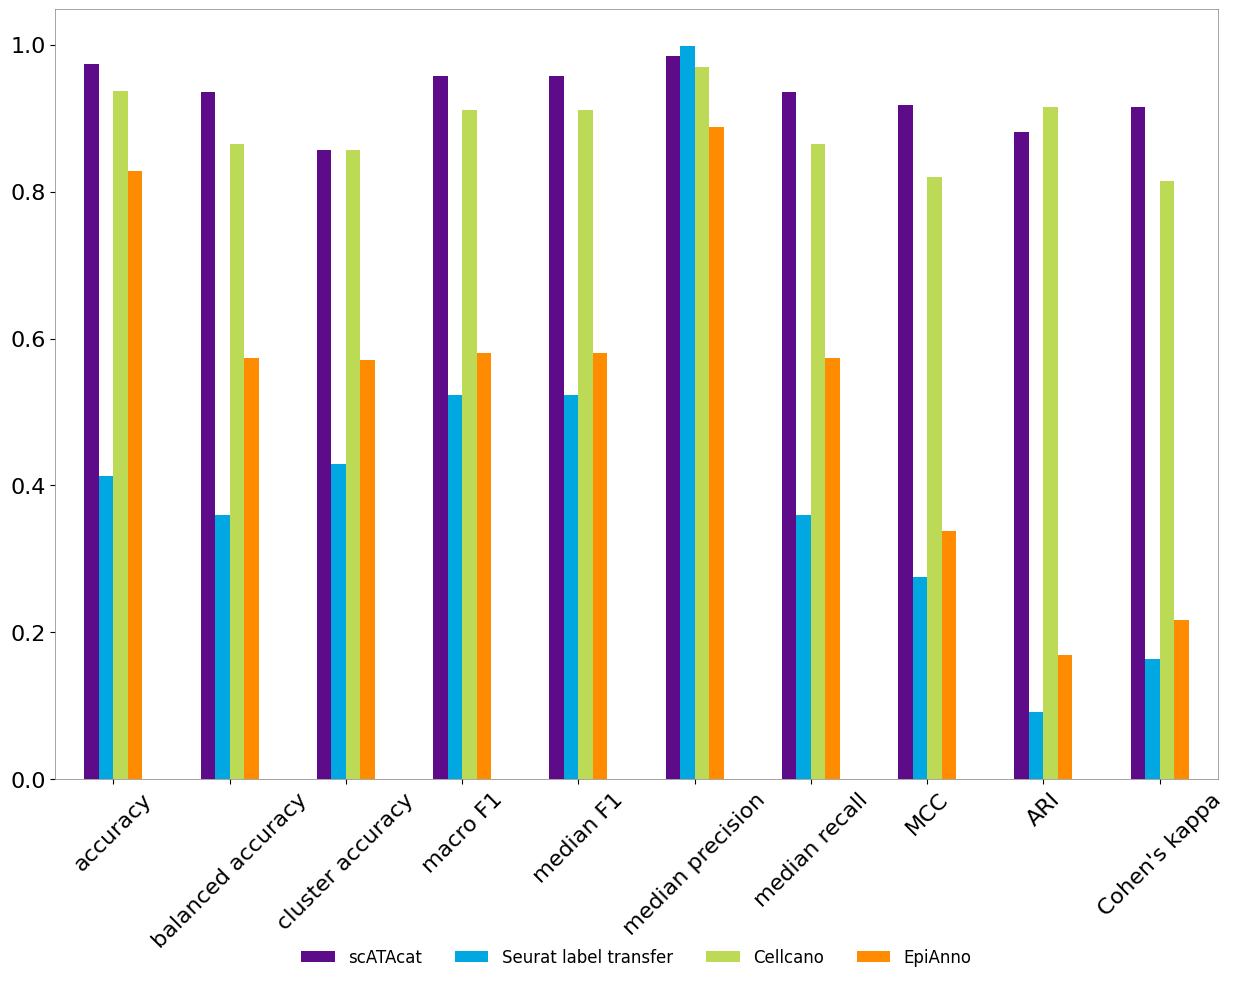 1.0
0.8
0.6
0.4
0.2
0.0
accuracy
balanced accuracy
cluster accuracy
macro F1
median F1
median precision
median recall
MCC
ARI
Cohen's kappa
scATAcat
Seurat label transfer
Cellcano
EpiAnno